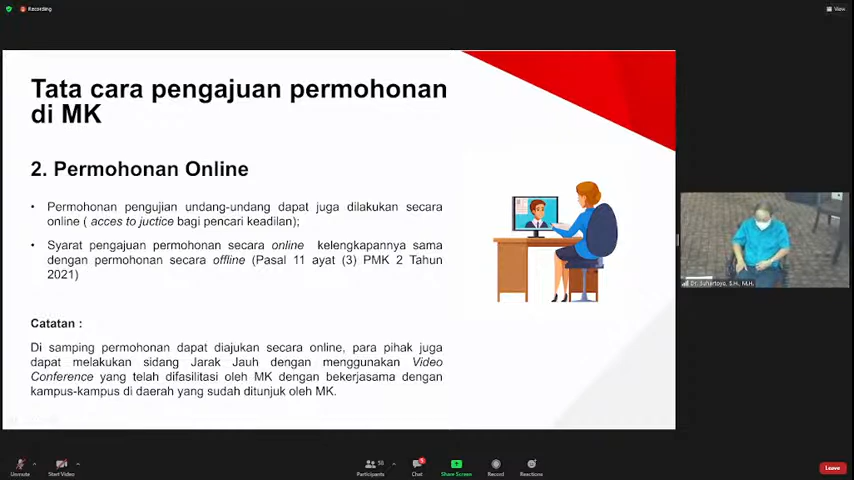 Recording
View
Tata cara pengajuan permohonan
di MK
2. Permohonan Online
• Permohonan pengujian undang-undang dapat juga dilakukan secara
online ( acces to juctice bagi pencari keadilan);
• Syarat pengajuan permohonan secara online kelengkapannya sama
dengan permohonan secara offline (Pasal 11 ayat (3) PMK 2 Tahun
2021)
Catatan :
Di samping permohonan dapat diajukan secara online, para pihak juga
dapat melakukan sidang Jarak Jauh dengan menggunakan Video
Conference yang telah difasilitasi oleh MK dengan bekerjasama dengan
kampus-kampus di daerah yang sudah ditunjuk oleh MK.
Dr. Suhartoyo, S.H., M.H.
Unmute
Start Video
Participants
Chat
Share Screen
Record
Reactions
Leave